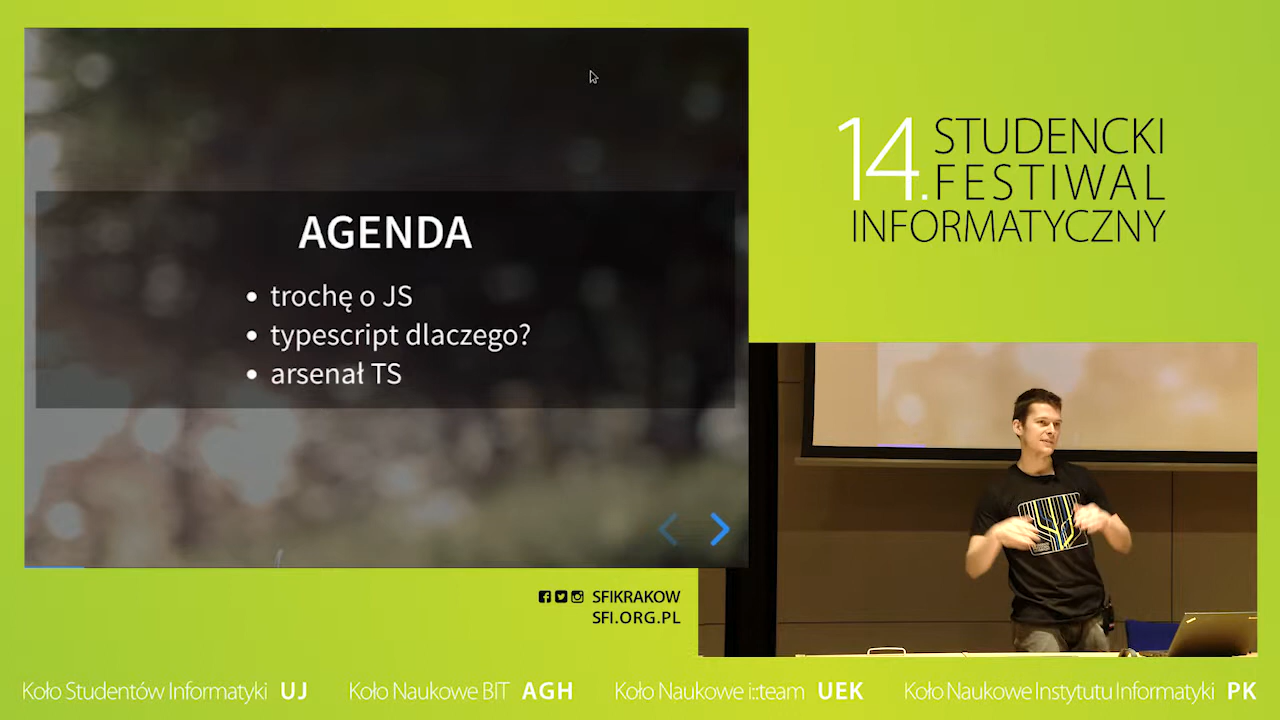 AGENDA
• trochę o JS
• typescript dlaczego?
• arsenał TS
14. STUDENCKI
FESTIWAL
INFORMATYCZNY
SFIKRAKOW
SFI.ORG.PL
Koło Studentów Informatyki UJ
Koło Naukowe BIT AGH
Koło Naukowe i::team UEK
Koło Naukowe Instytutu Informatyki PK